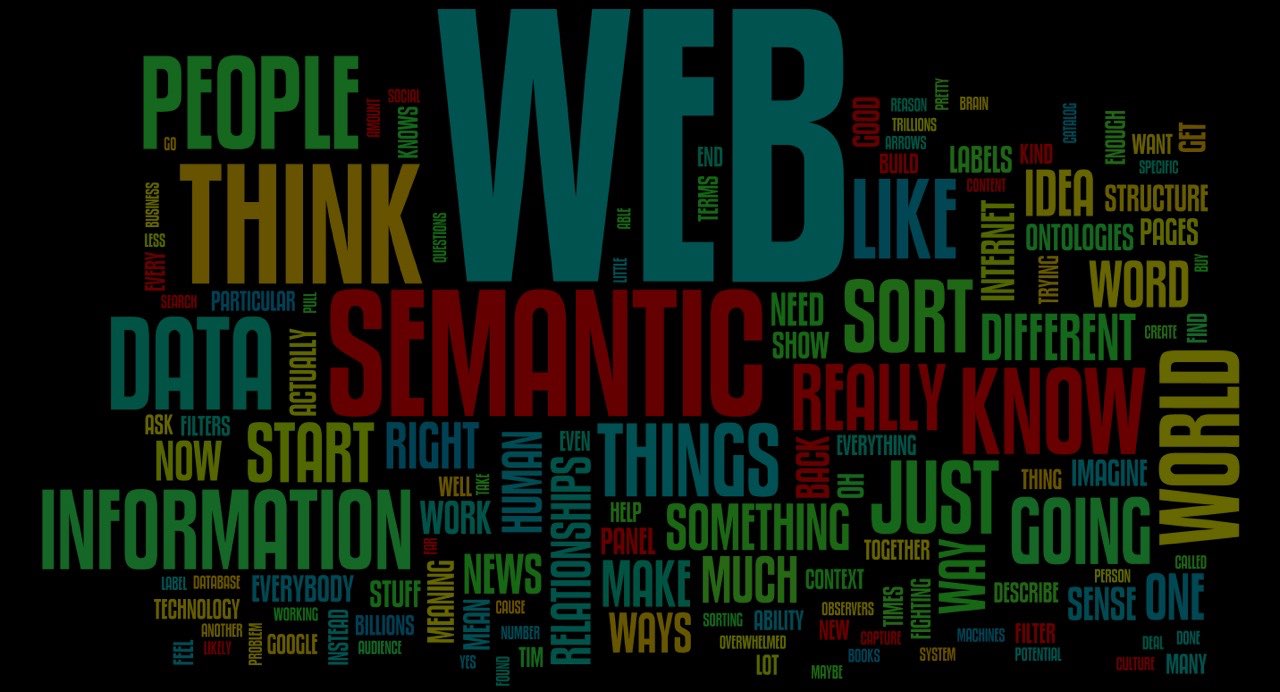 WEB
PEOPLE
GO
AMOUNT
SOCIAL
KNOWS
THINK
QUESTIONS
BUSINESS
LESS
EVERY
SEARCH
PARTICULAR
PULL
END
TERMS
ABLE
LITTLE
GOOD
REASON
PRETTY
BRAIN
TRILLIONS
ARROWS
BUILD
LABELS
KIND
CATALOG
ENOUGH
WANT
GET
SPECIFIC
LIKE
CONTENT
IDEA
STRUCTURE
INTERNET
ONTOLOGIES
PAGES
TRYING
WORD
BUY
SEMANTIC
DATA
ACTUALLY
NEED
SHOW
SORT
DIFFERENT
CREATE
FIND
REALLY
KNOW
WORLD
ASK
FILTERS
NOW
START
RIGHT
HUMAN
EVEN
THINGS
BACK
EVERYTHING
OH
THING
IMAGINE
WELL
TAKE
INFORMATION
WORK
RELATIONSHIPS
HELP
SOMETHING
JUST
GOING
PANEL
TOGETHER
WAY
FAR
LABEL
DATABASE
EVERYBODY
STUFF
MEANING
NEWS
MAKE
MUCH
CONTEXT
TIMES
FIGHTING
DESCRIBE
PERSON
CALLED
SENSE
ONE
TECHNOLOGY
WORKING
INSTEAD
BILLIONS
MEAN
CAUSE
WAYS
SORTING
ABILITY
OBSERVERS
ANOTHER
PROBLEM
GOOGLE
AUDIENCE
NUMBER
OVERWHELMED
NEW
CAPTURE
MACHINES
FILTER
DEAL
DONE
FEEL
LIKELY
YES
FOUND
TIM
LOT
MAYBE
BOOKS
SYSTEM
POTENTIAL
CULTURE
MANY